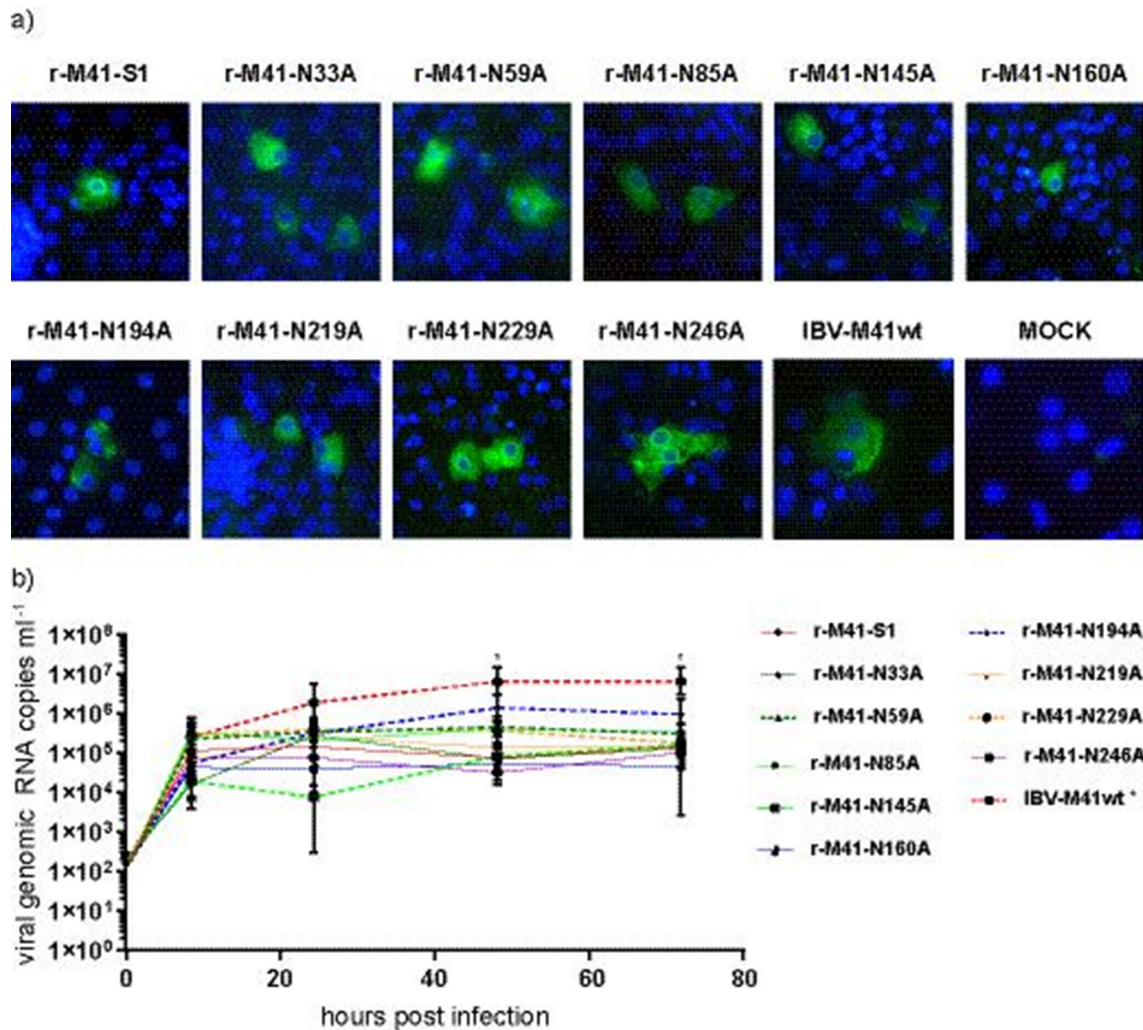 a)
r-M41-S1 r-M41-N33A r-M41-N59A r-M41-N85A r-M41-N145A r-M41-N160A
r-M41-N194A r-M41-N219A r-M41-N229A r-M41-N246A IBV-M41wt MOCK
b)
viral genomic RNA copies ml⁻¹
1×10⁸
1×10⁷
1×10⁶
1×10⁵
1×10⁴
1×10³
1×10²
1×10¹
1×10⁰
0 20 40 60 80
hours post infection
r-M41-S1
r-M41-N33A
r-M41-N59A
r-M41-N85A
r-M41-N145A
r-M41-N160A
r-M41-N194A
r-M41-N219A
r-M41-N229A
r-M41-N246A
IBV-M41wt *